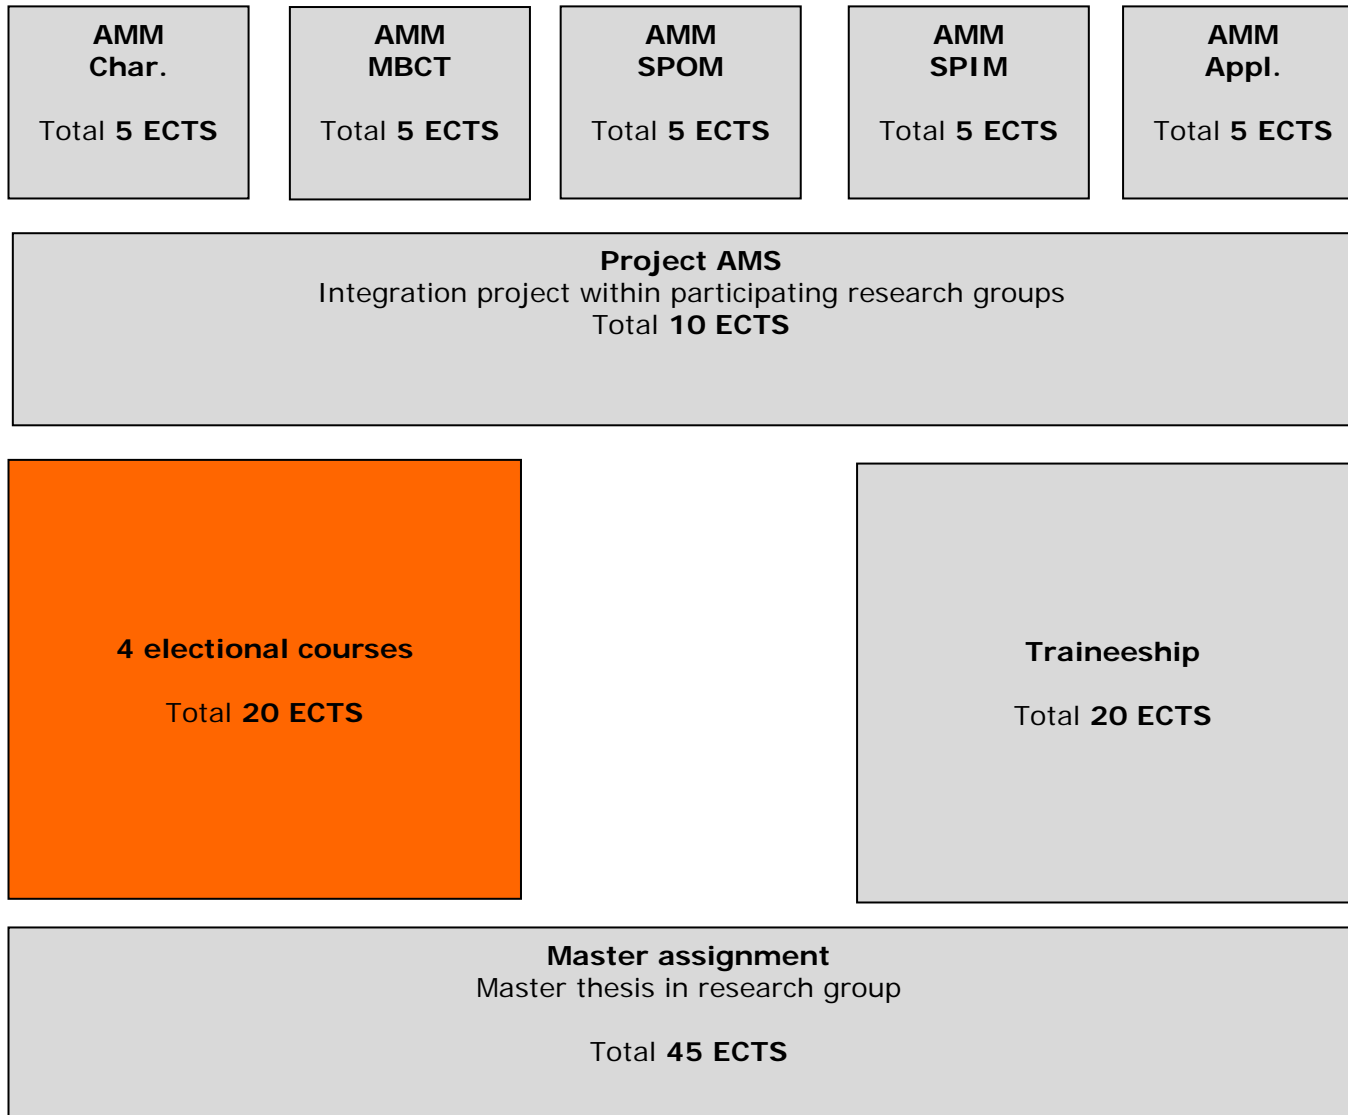 AMM
Char.
Total 5 ECTS
AMM
MBCT
Total 5 ECTS
AMM
SPOM
Total 5 ECTS
AMM
SPIM
Total 5 ECTS
AMM
Appl.
Total 5 ECTS
Project AMS
Integration project within participating research groups
Total 10 ECTS
4 electional courses
Total 20 ECTS
Traineeship
Total 20 ECTS
Master assignment
Master thesis in research group
Total 45 ECTS